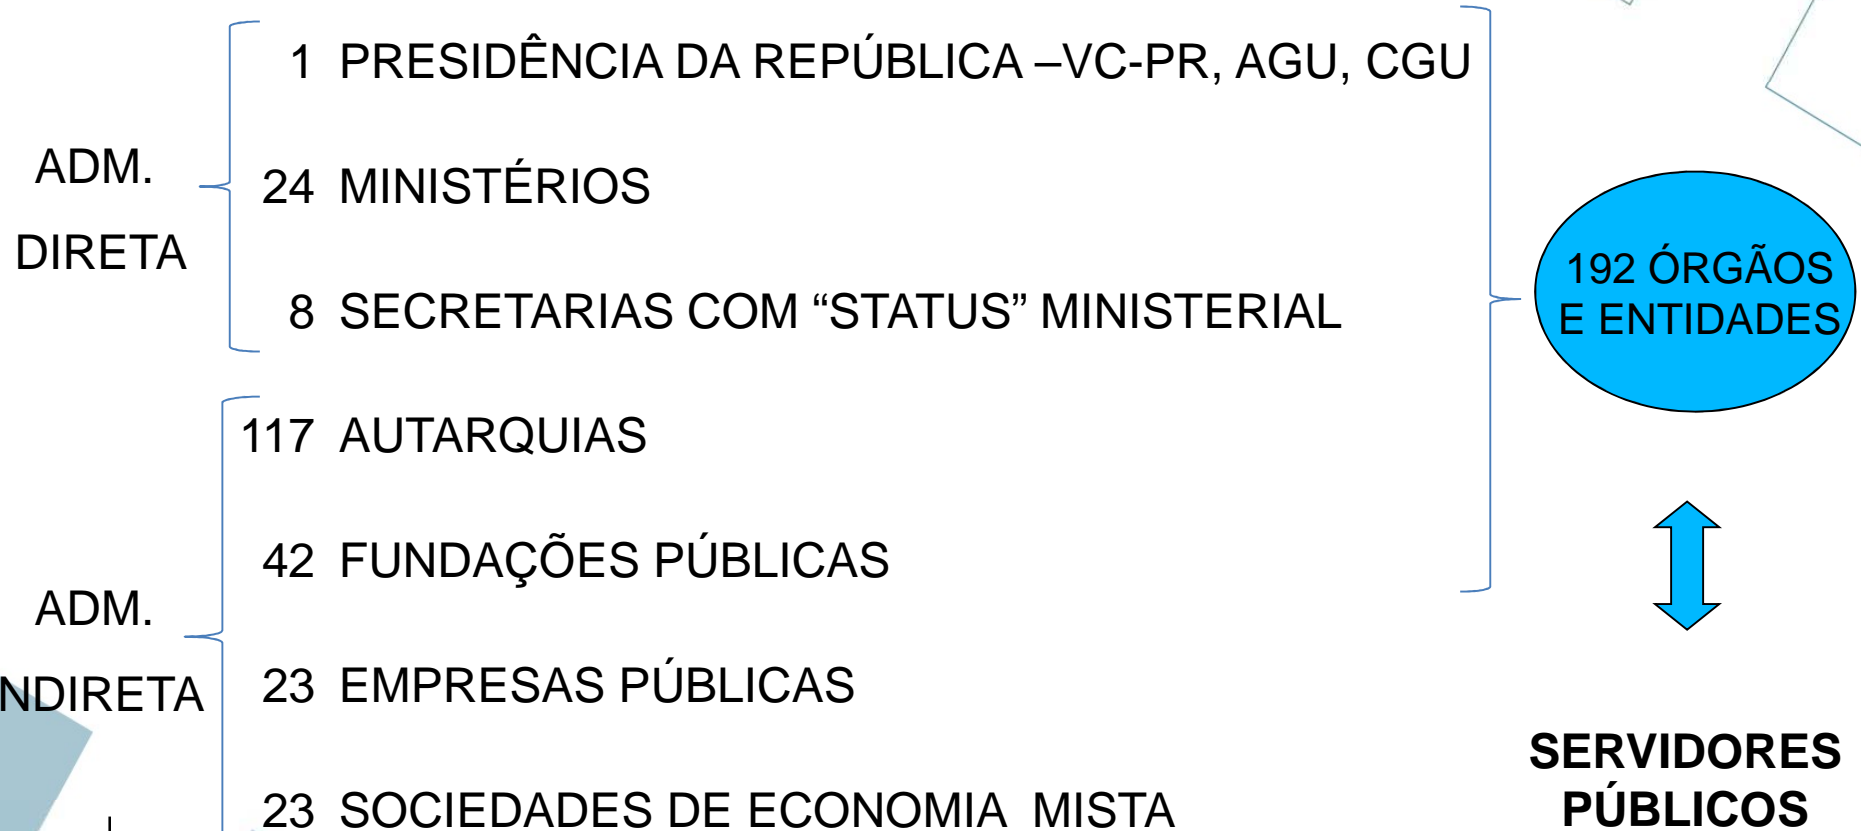 1 PRESIDÊNCIA DA REPÚBLICA –VC-PR, AGU, CGU
ADM.
DIRETA
24 MINISTÉRIOS
8 SECRETARIAS COM “STATUS” MINISTERIAL
192 ÓRGÃOS
E ENTIDADES
117 AUTARQUIAS
42 FUNDAÇÕES PÚBLICAS
ADM.
NDIRETA
23 EMPRESAS PÚBLICAS
23 SOCIEDADES DE ECONOMIA MISTA
SERVIDORES
PÚBLICOS